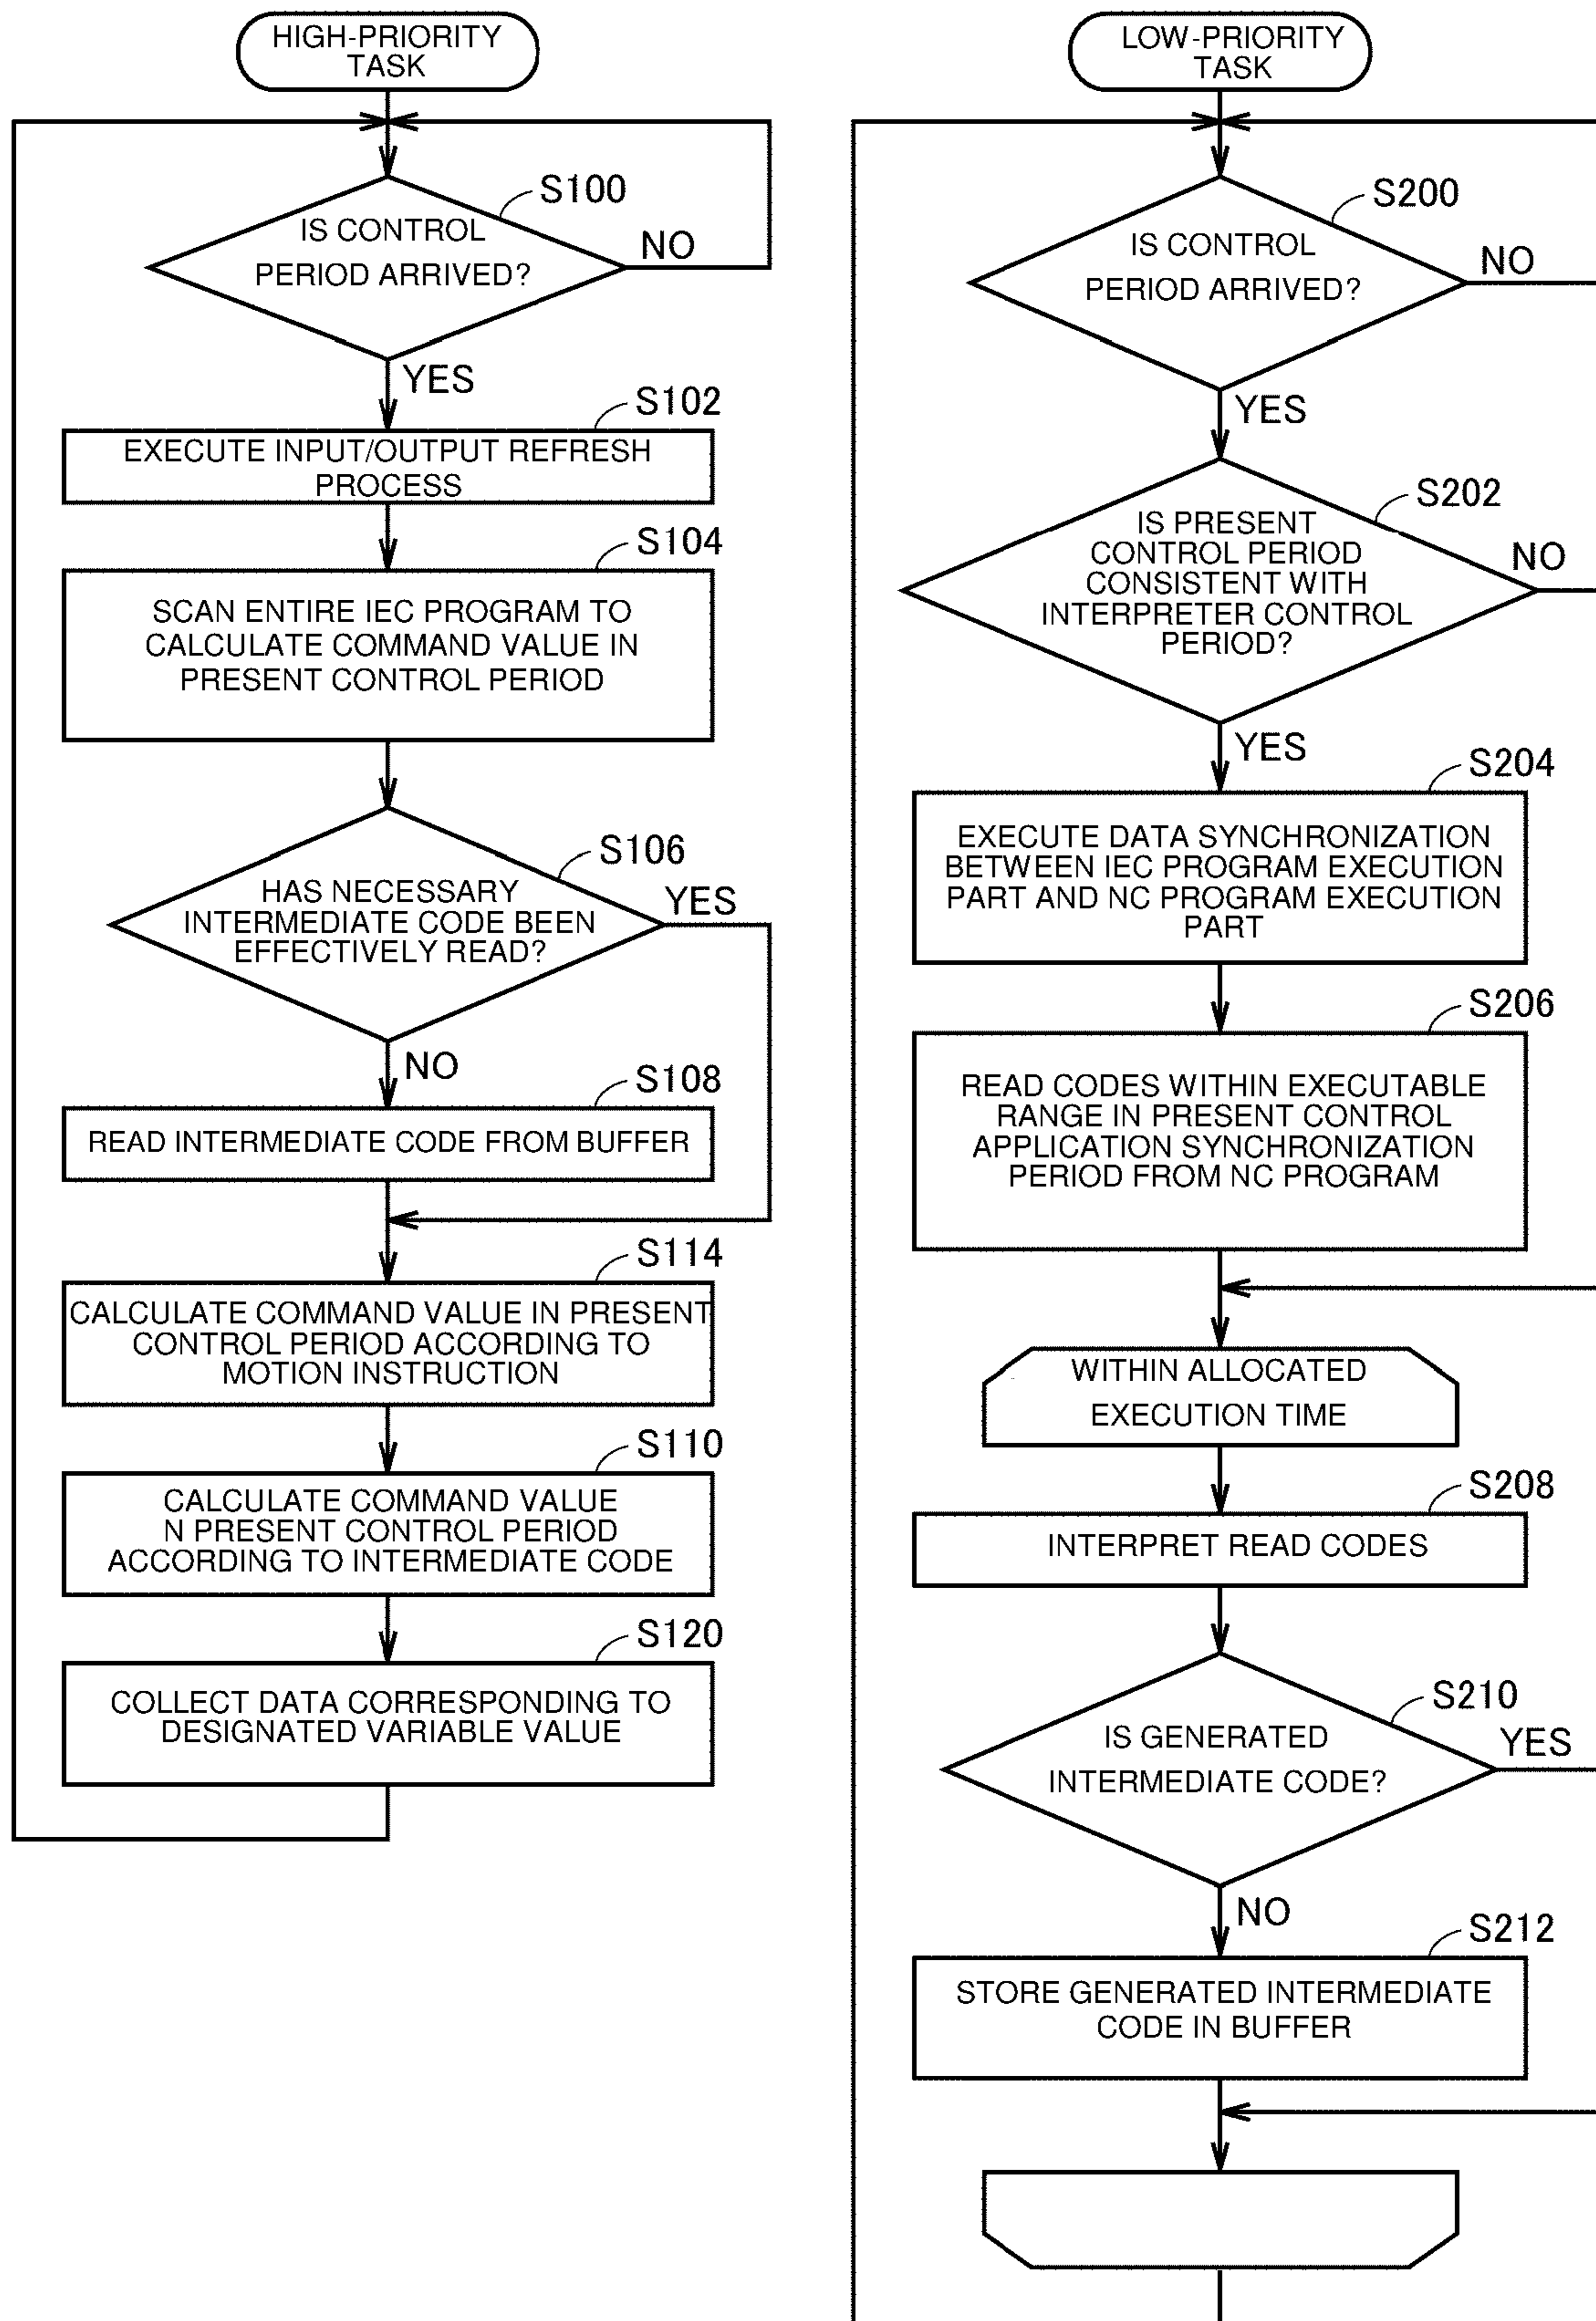 HIGH-PRIORITY
TASK
S100
IS CONTROL
PERIOD ARRIVED?
NO
YES
S102
EXECUTE INPUT/OUTPUT REFRESH
PROCESS
S104
SCAN ENTIRE IEC PROGRAM TO
CALCULATE COMMAND VALUE IN
PRESENT CONTROL PERIOD
S106
HAS NECESSARY
INTERMEDIATE CODE BEEN
EFFECTIVELY READ?
YES
NO
S108
READ INTERMEDIATE CODE FROM BUFFER
S114
CALCULATE COMMAND VALUE IN PRESENT
CONTROL PERIOD ACCORDING TO
MOTION INSTRUCTION
S110
CALCULATE COMMAND VALUE
N PRESENT CONTROL PERIOD
ACCORDING TO INTERMEDIATE CODE
S120
COLLECT DATA CORRESPONDING TO
DESIGNATED VARIABLE VALUE
LOW-PRIORITY
TASK
S200
IS CONTROL
PERIOD ARRIVED?
NO
YES
S202
IS PRESENT
CONTROL PERIOD
CONSISTENT WITH
INTERPRETER CONTROL
PERIOD?
NO
YES
S204
EXECUTE DATA SYNCHRONIZATION
BETWEEN IEC PROGRAM EXECUTION
PART AND NC PROGRAM EXECUTION
PART
S206
READ CODES WITHIN EXECUTABLE
RANGE IN PRESENT CONTROL
APPLICATION SYNCHRONIZATION
PERIOD FROM NC PROGRAM
WITHIN ALLOCATED
EXECUTION TIME
S208
INTERPRET READ CODES
S210
IS GENERATED
INTERMEDIATE CODE?
YES
NO
S212
STORE GENERATED INTERMEDIATE
CODE IN BUFFER